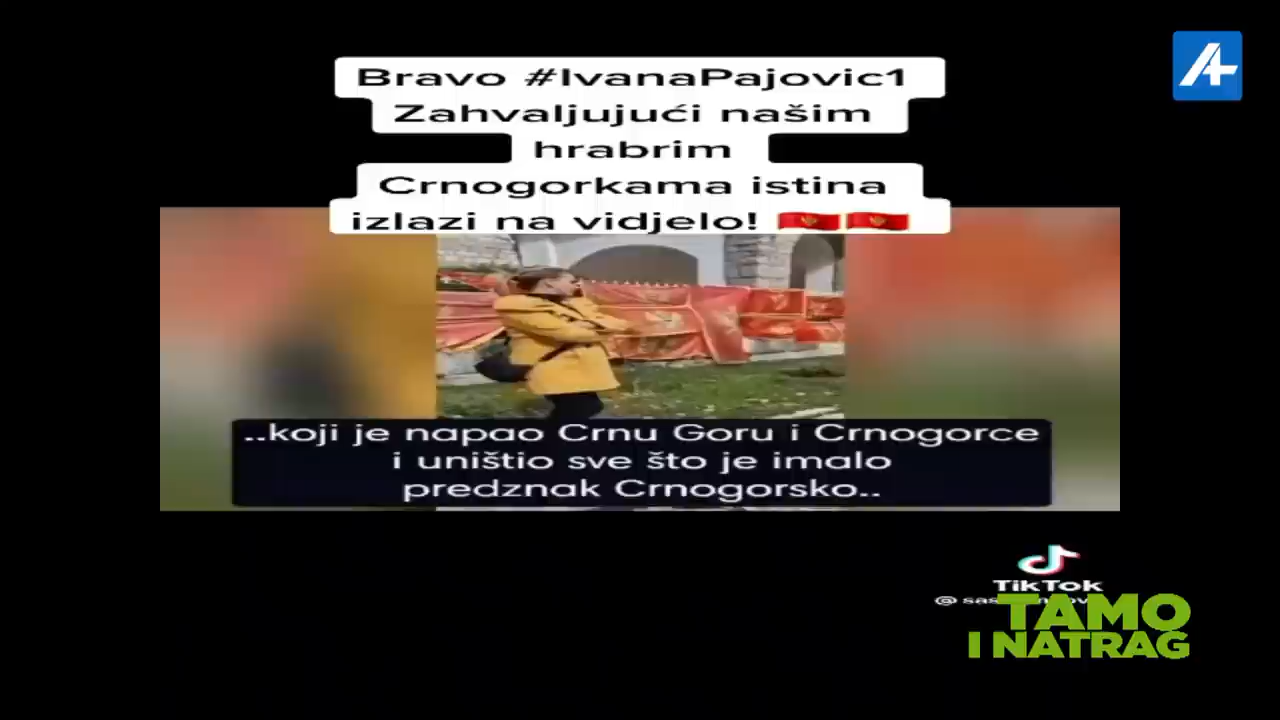 Bravo #IvanaPajovic1
Zahvaljujući našim
hrabrim
Crnogorkama istina
izlazi na vidjelo!
..koji je napao Crnu Goru i Crnogorce
i uništio sve što je imalo
predznak Crnogorsko..
TikTok
TAMO
I NATRAG